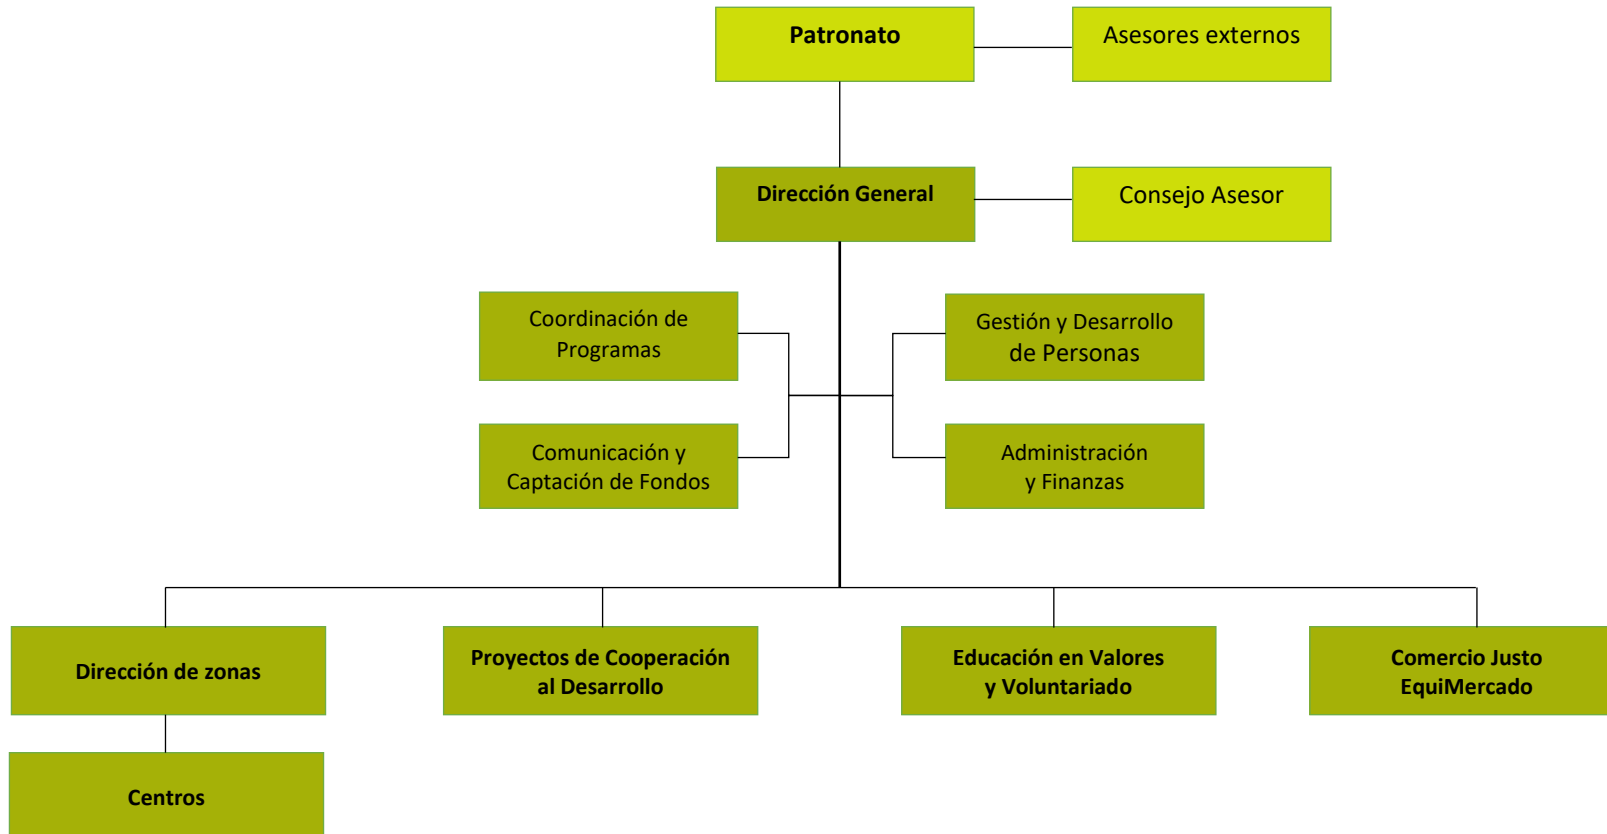 Patronato
Asesores externos
Dirección General
Consejo Asesor
Coordinación de
Programas
Gestión y Desarrollo
de Personas
Comunicación y
Captación de Fondos
Administración
y Finanzas
Dirección de zonas
Proyectos de Cooperación
al Desarrollo
Educación en Valores
y Voluntariado
Comercio Justo
EquiMercado
Centros